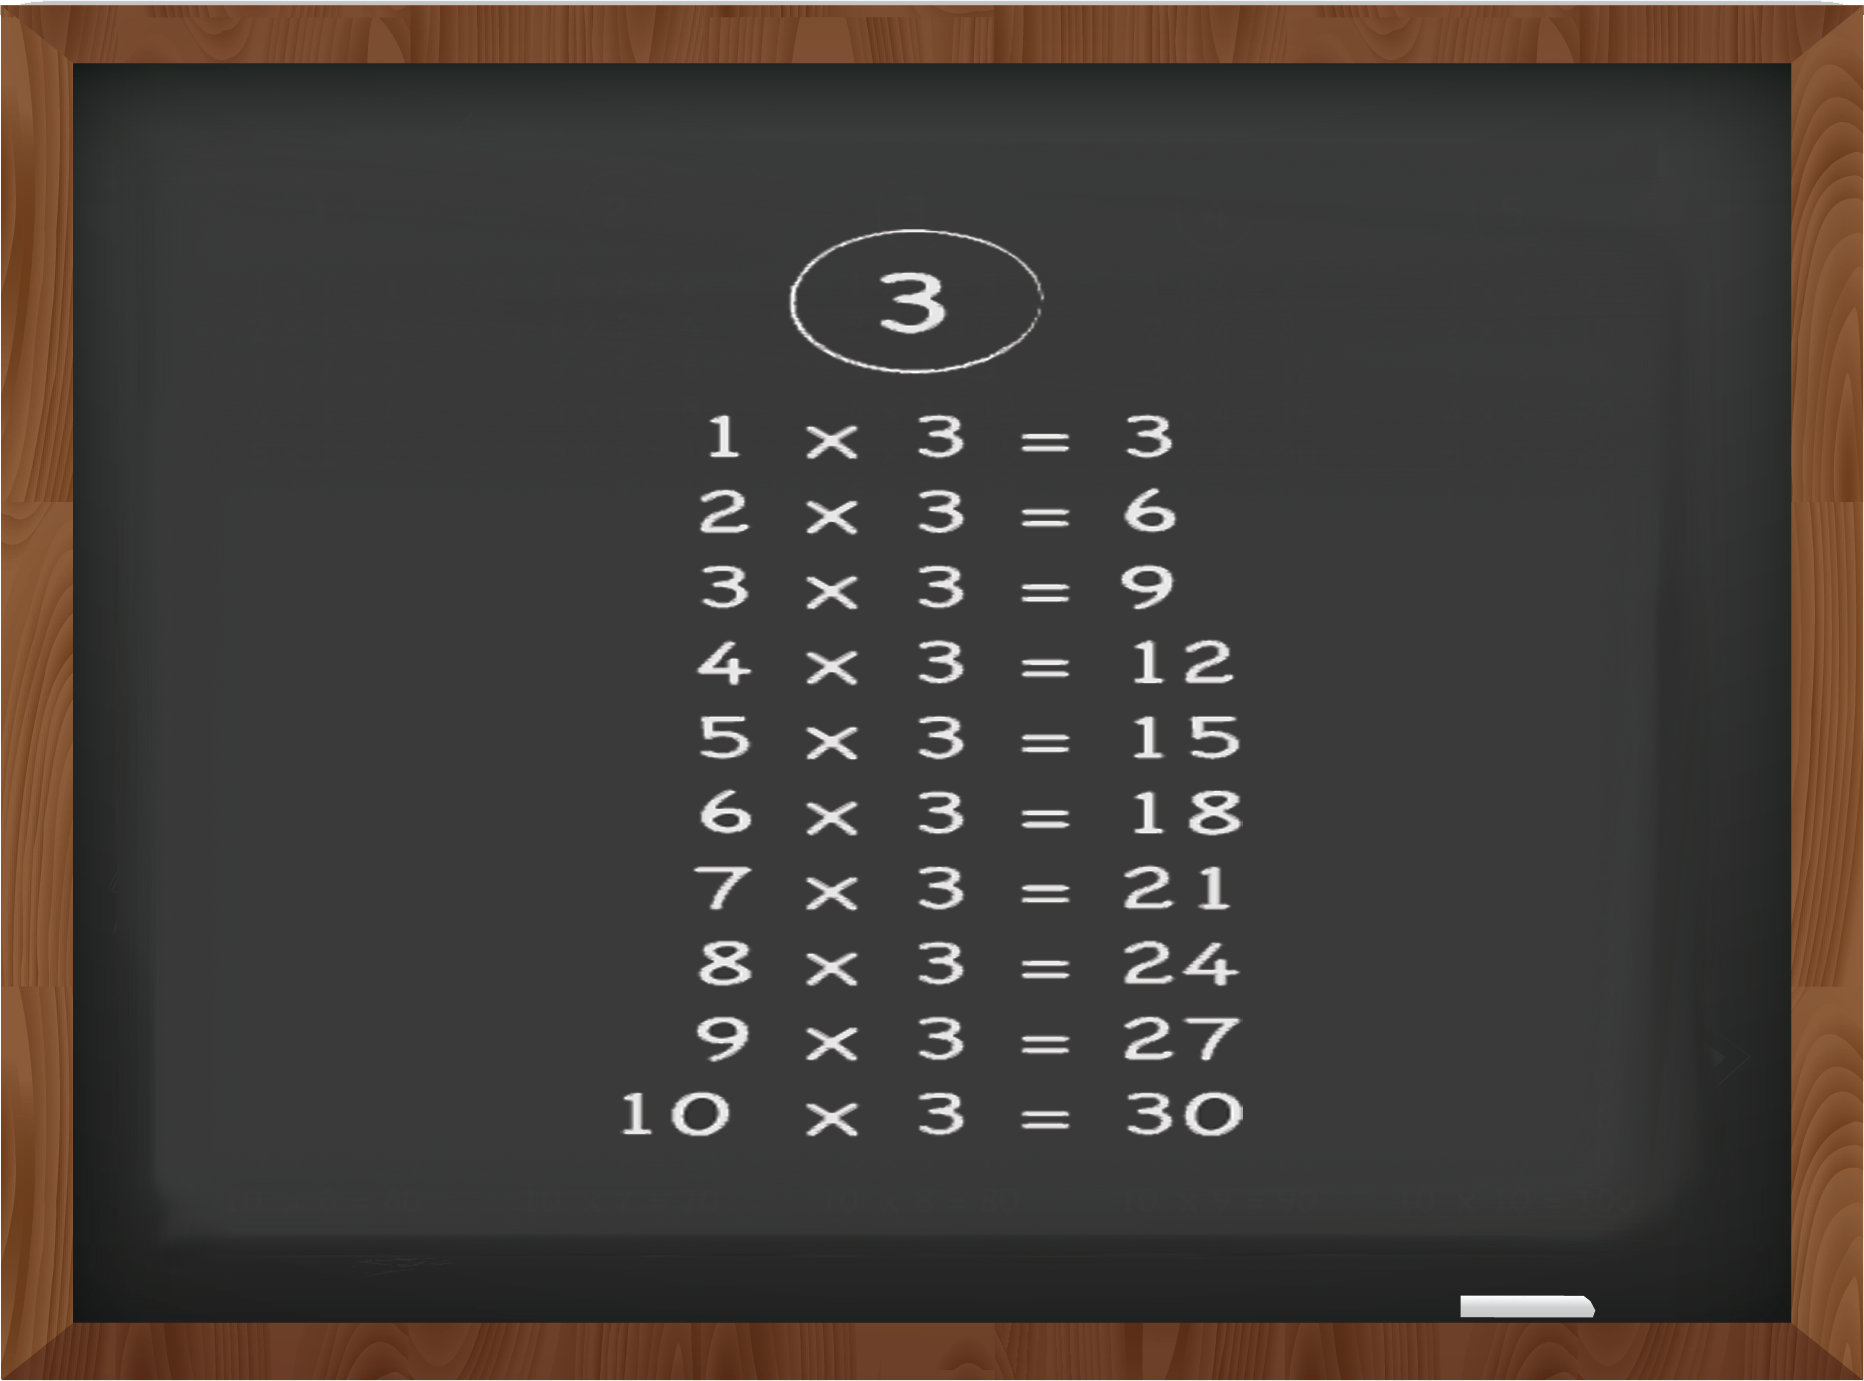 3
1 × 3 = 3
2 × 3 = 6
3 × 3 = 9
4 × 3 = 12
5 × 3 = 15
6 × 3 = 18
7 × 3 = 21
8 × 3 = 24
9 × 3 = 27
10 × 3 = 30